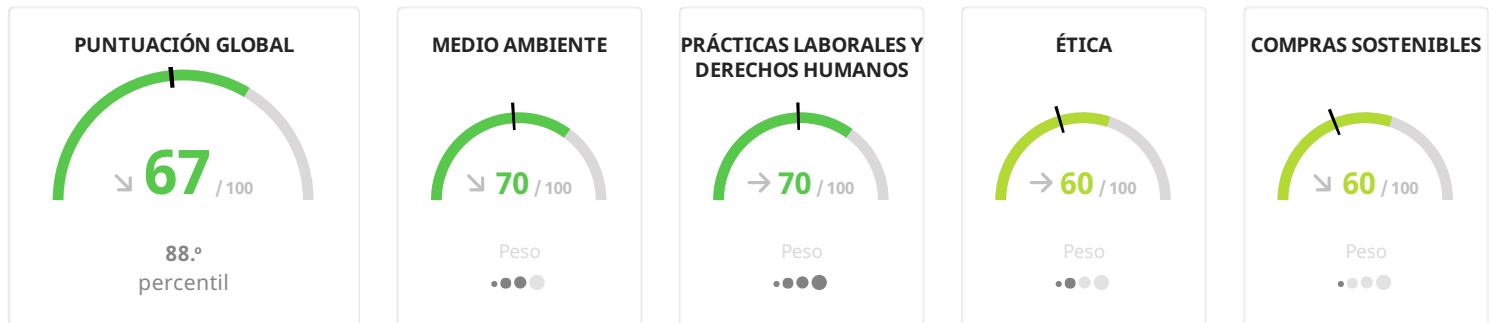 PUNTUACIÓN GLOBAL
67 / 100
88.º
percentil
MEDIO AMBIENTE
70 / 100
Peso
PRÁCTICAS LABORALES Y
DERECHOS HUMANOS
70 / 100
Peso
ÉTICA
60 / 100
Peso
COMPRAS SOSTENIBLES
60 / 100
Peso